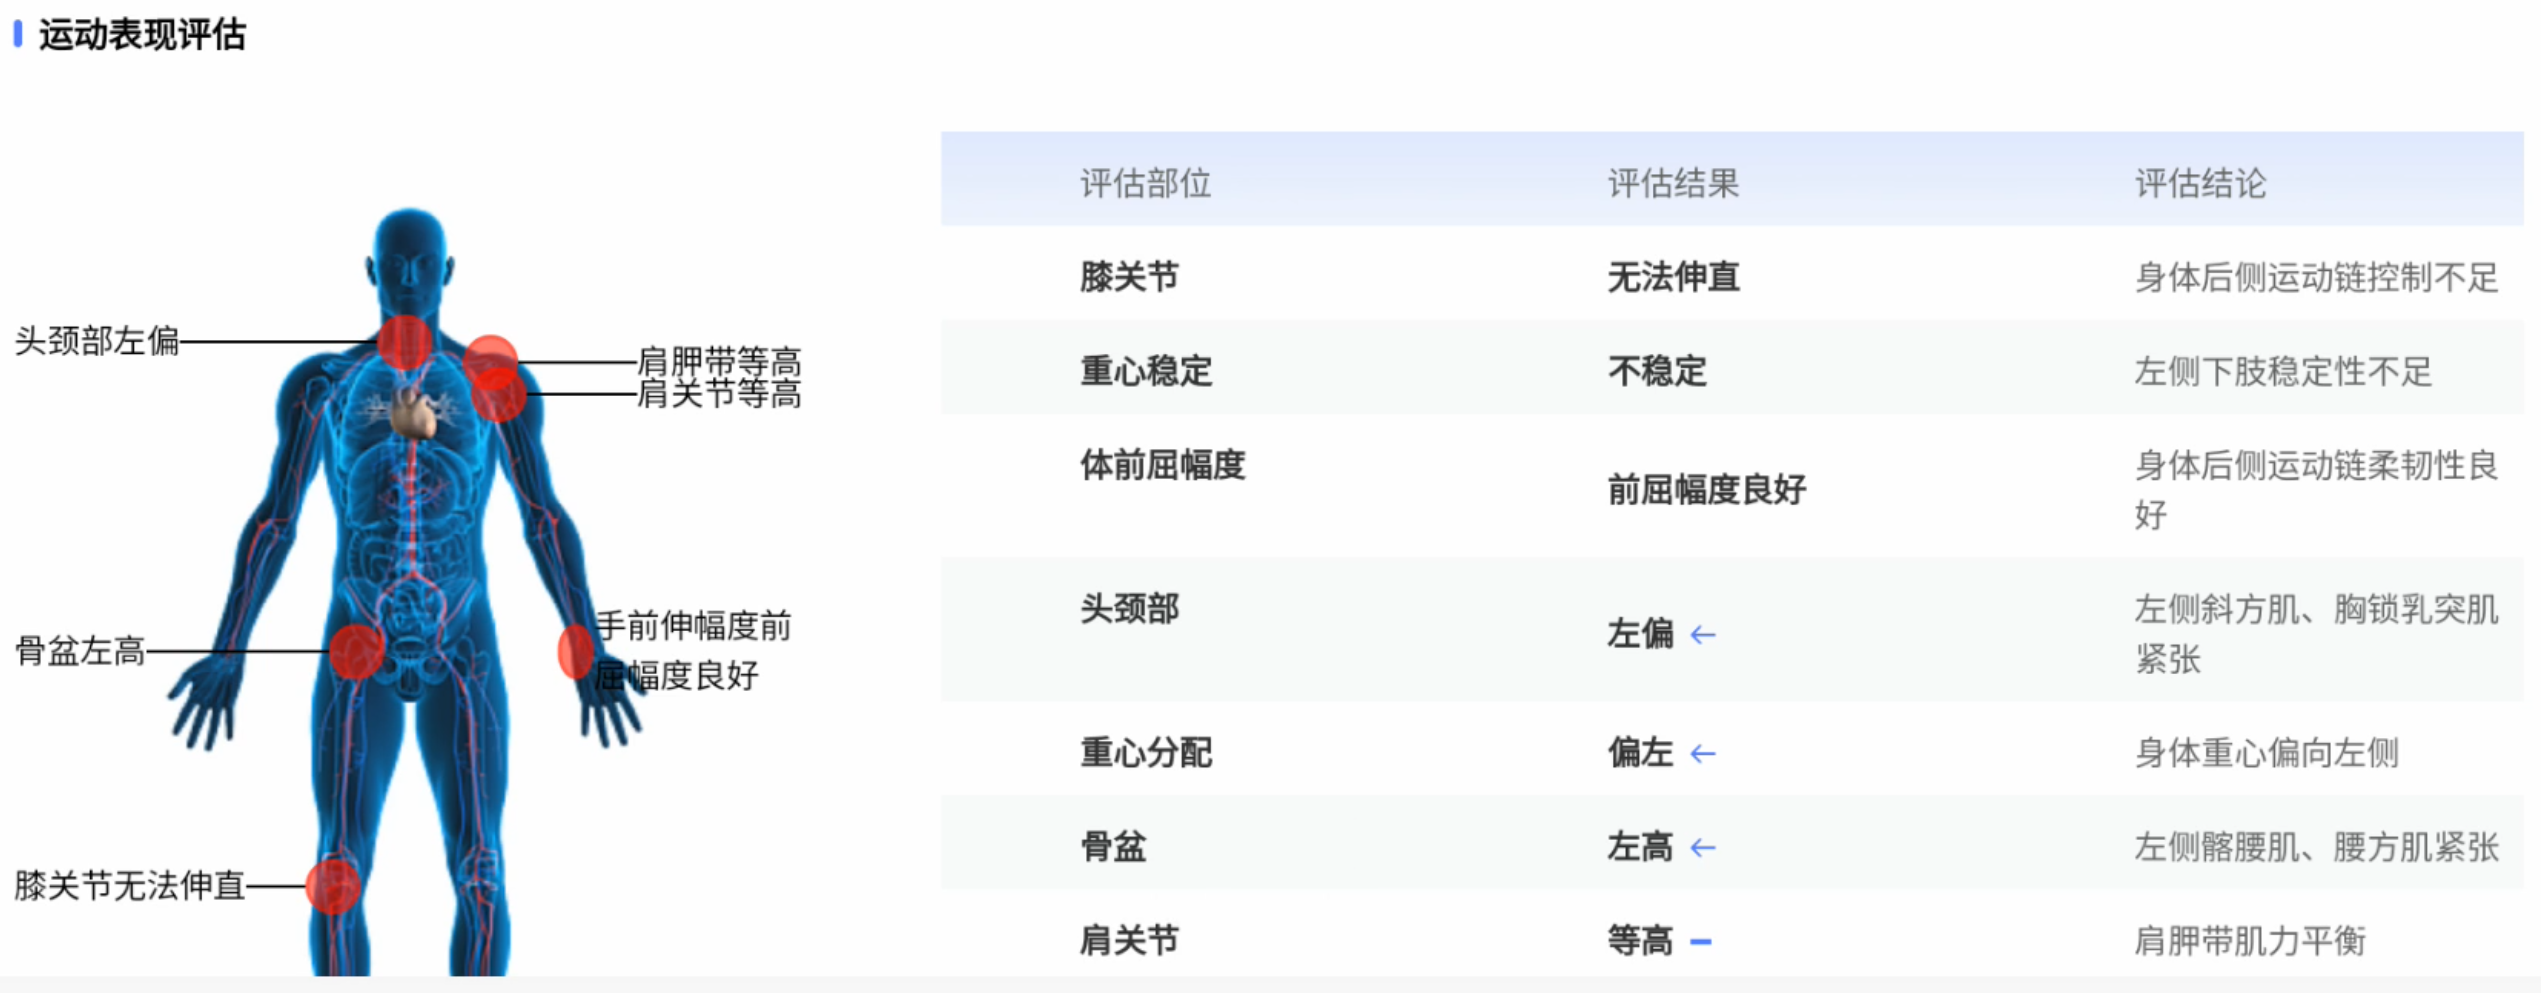 运动表现评估
头颈部左偏
肩胛带等高
肩关节等高
骨盆左高
手前伸幅度前
屈幅度良好
膝关节无法伸直
评估部位 评估结果 评估结论
膝关节 无法伸直 身体后侧运动链控制不足
重心稳定 不稳定 左侧下肢稳定性不足
体前屈幅度 前屈幅度良好 身体后侧运动链柔韧性良
好
头颈部 左偏 ← 左侧斜方肌、胸锁乳突肌
紧张
重心分配 偏左 ← 身体重心偏向左侧
骨盆 左高 ← 左侧髂腰肌、腰方肌紧张
肩关节 等高 – 肩胛带肌力平衡